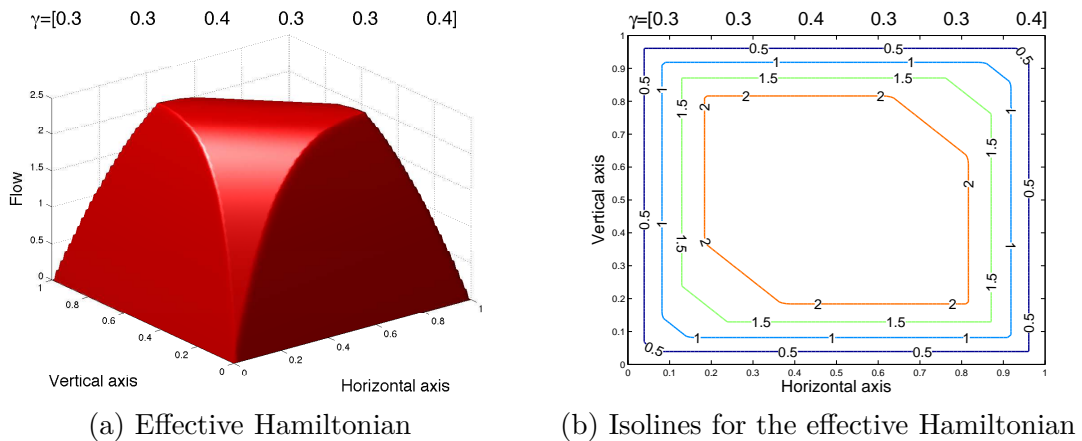 γ=[0.3 0.3 0.4 0.3 0.3 0.4]
2.5
2
1.5
1
0.5
0
Flow
1
0.8
0.6
0.4
0.2
0
0
0.2
0.4
0.6
0.8
1
Vertical axis
Horizontal axis
(a) Effective Hamiltonian
γ=[0.3 0.3 0.4 0.3 0.3 0.4]
1
0.9
0.8
0.7
0.6
0.5
0.4
0.3
0.2
0.1
0
Vertical axis
0.5 0.5 0.5
0.5 1 1 1 1
1.5 1.5 1.5
2 2 2 2
1.5
0.5
2
0.5
1 2 1
1.5 1.5
2 2
1.5 1.5
0.5
0.5 1 1
0.5 0.5
0 0.1 0.2 0.3 0.4 0.5 0.6 0.7 0.8 0.9 1
Horizontal axis
(b) Isolines for the effective Hamiltonian